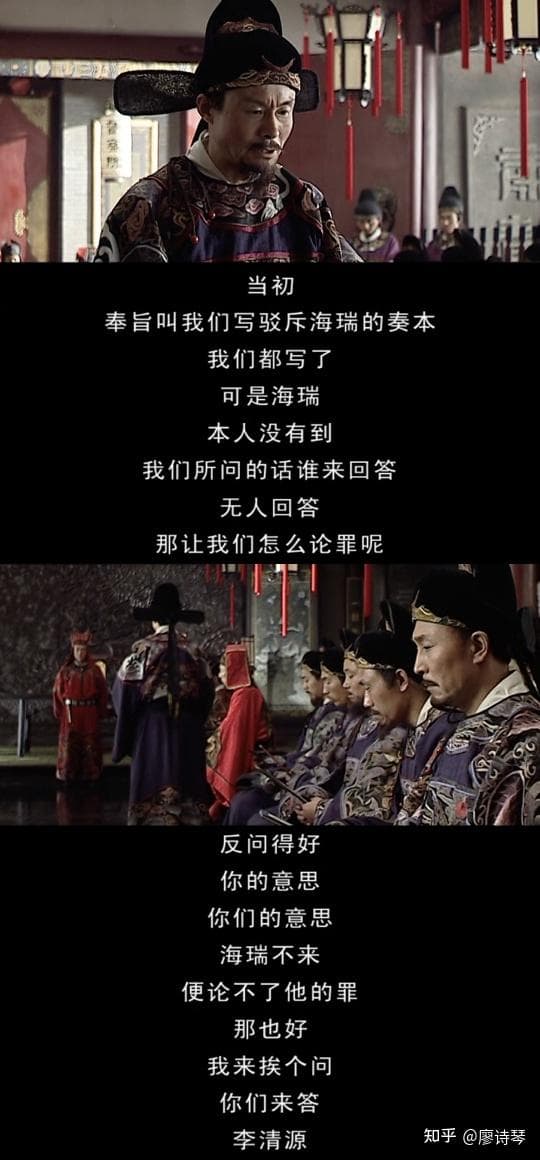 当初
奉旨叫我们写驳斥海瑞的奏本
我们都写了
可是海瑞
本人没有到
我们所问的话谁来回答
无人回答
那让我们怎么论罪呢
反问得好
你的意思
你们的意思
海瑞不来
便论不了他的罪
那也好
我来挨个问
你们来答
李清源
知乎 @廖诗琴